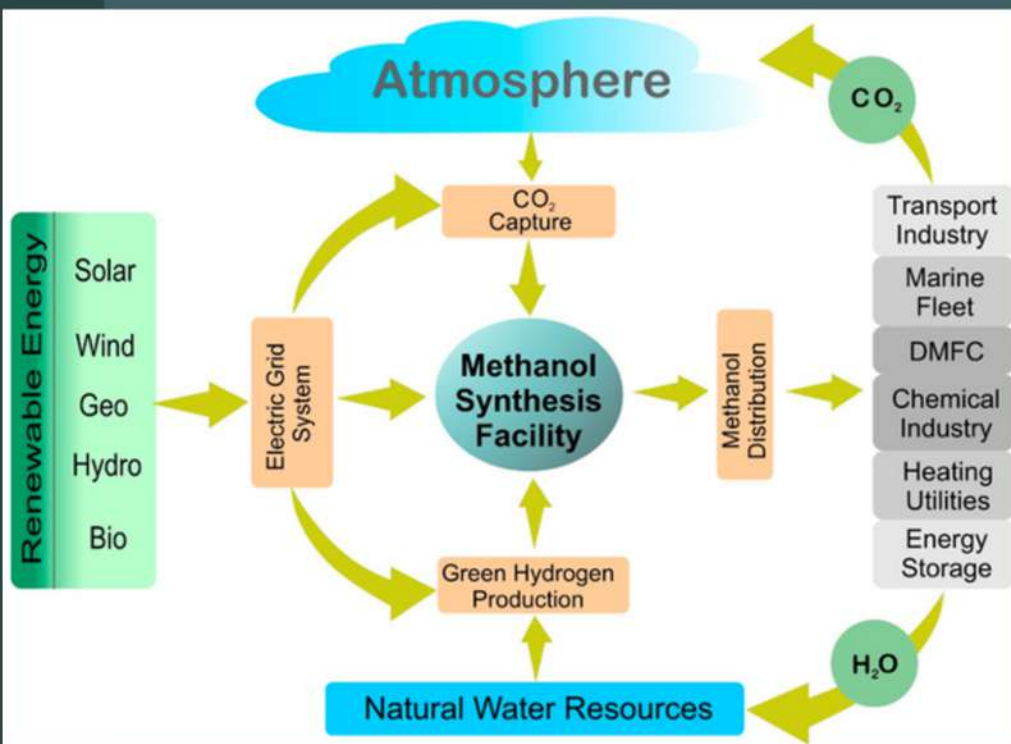 Atmosphere
CO₂
CO₂
Capture
Renewable Energy
Solar
Wind
Geo
Hydro
Bio
Electric Grid
System
Methanol
Synthesis
Facility
Methanol
Distribution
Transport
Industry
Marine
Fleet
DMFC
Chemical
Industry
Heating
Utilities
Energy
Storage
Green Hydrogen
Production
H₂O
Natural Water Resources